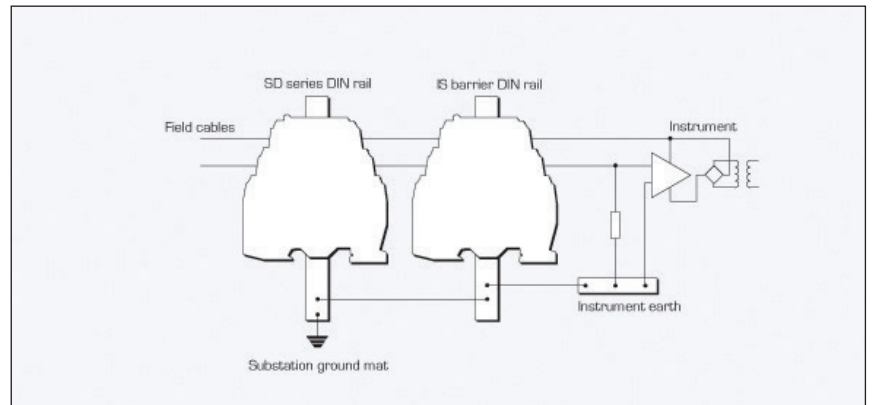 SD series DIN rail
IS barrier DIN rail
Field cables
Instrument
Instrument earth
Substation ground mat